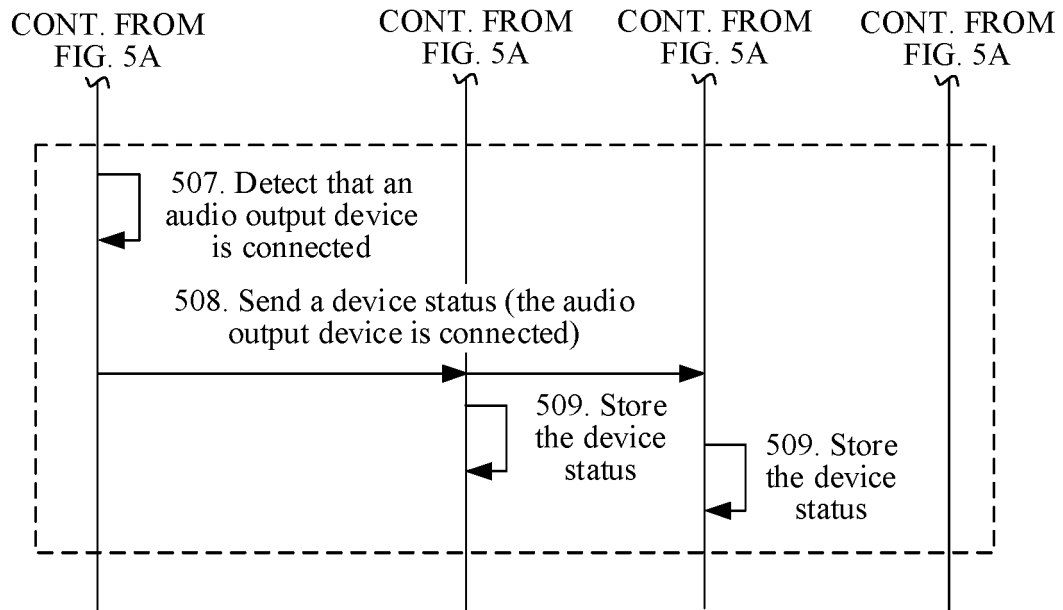 CONT. FROM
FIG. 5A
CONT. FROM
FIG. 5A
CONT. FROM
FIG. 5A
CONT. FROM
FIG. 5A
507. Detect that an
audio output device
is connected
508. Send a device status (the audio
output device is connected)
509. Store
the device
status
509. Store
the device
status